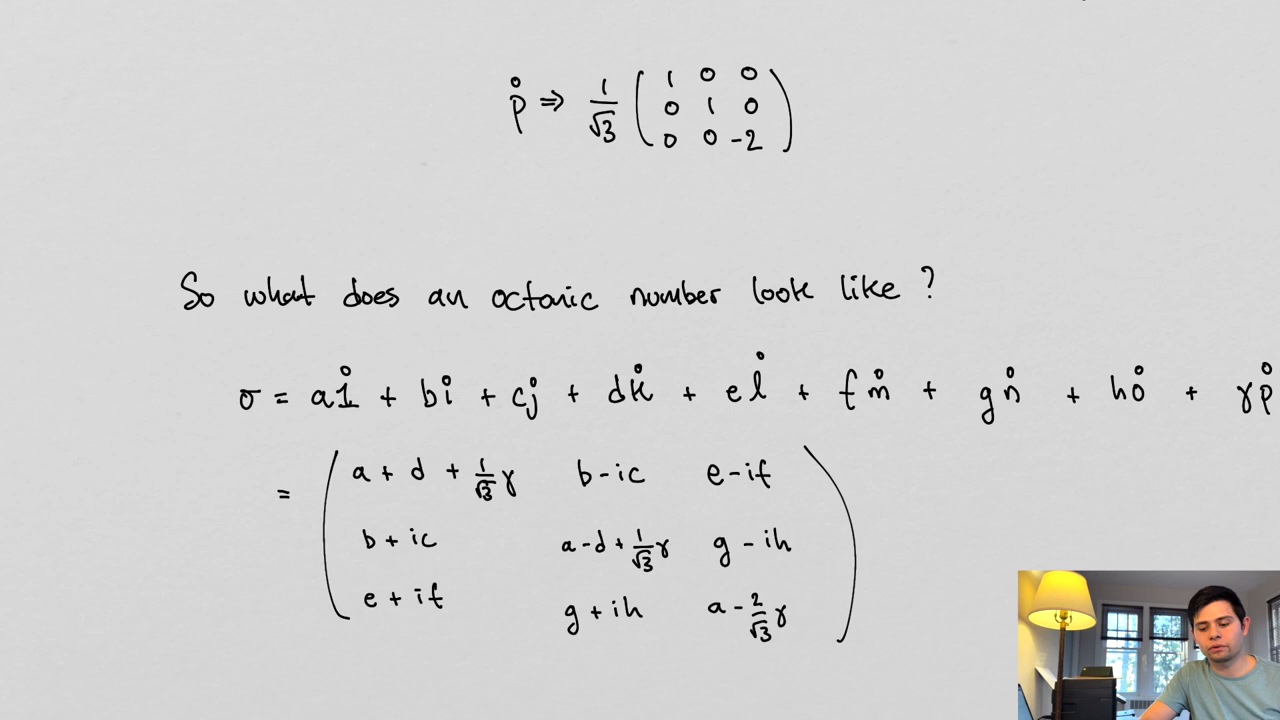 p̊ ⇒ 1/√3 ( 1 0 0
0 1 0
0 0 -2 )
So what does an octonic number look like ?
σ = a1̊ + bi̊ + cj̊ + dk̊ + el̊ + fm̊ + gn̊ + ho̊ + γp̊
= ( a + d + 1/√3 γ b - ic e - if
b + ic a - d + 1/√3 γ g - ih
e + if g + ih a - 2/√3 γ )